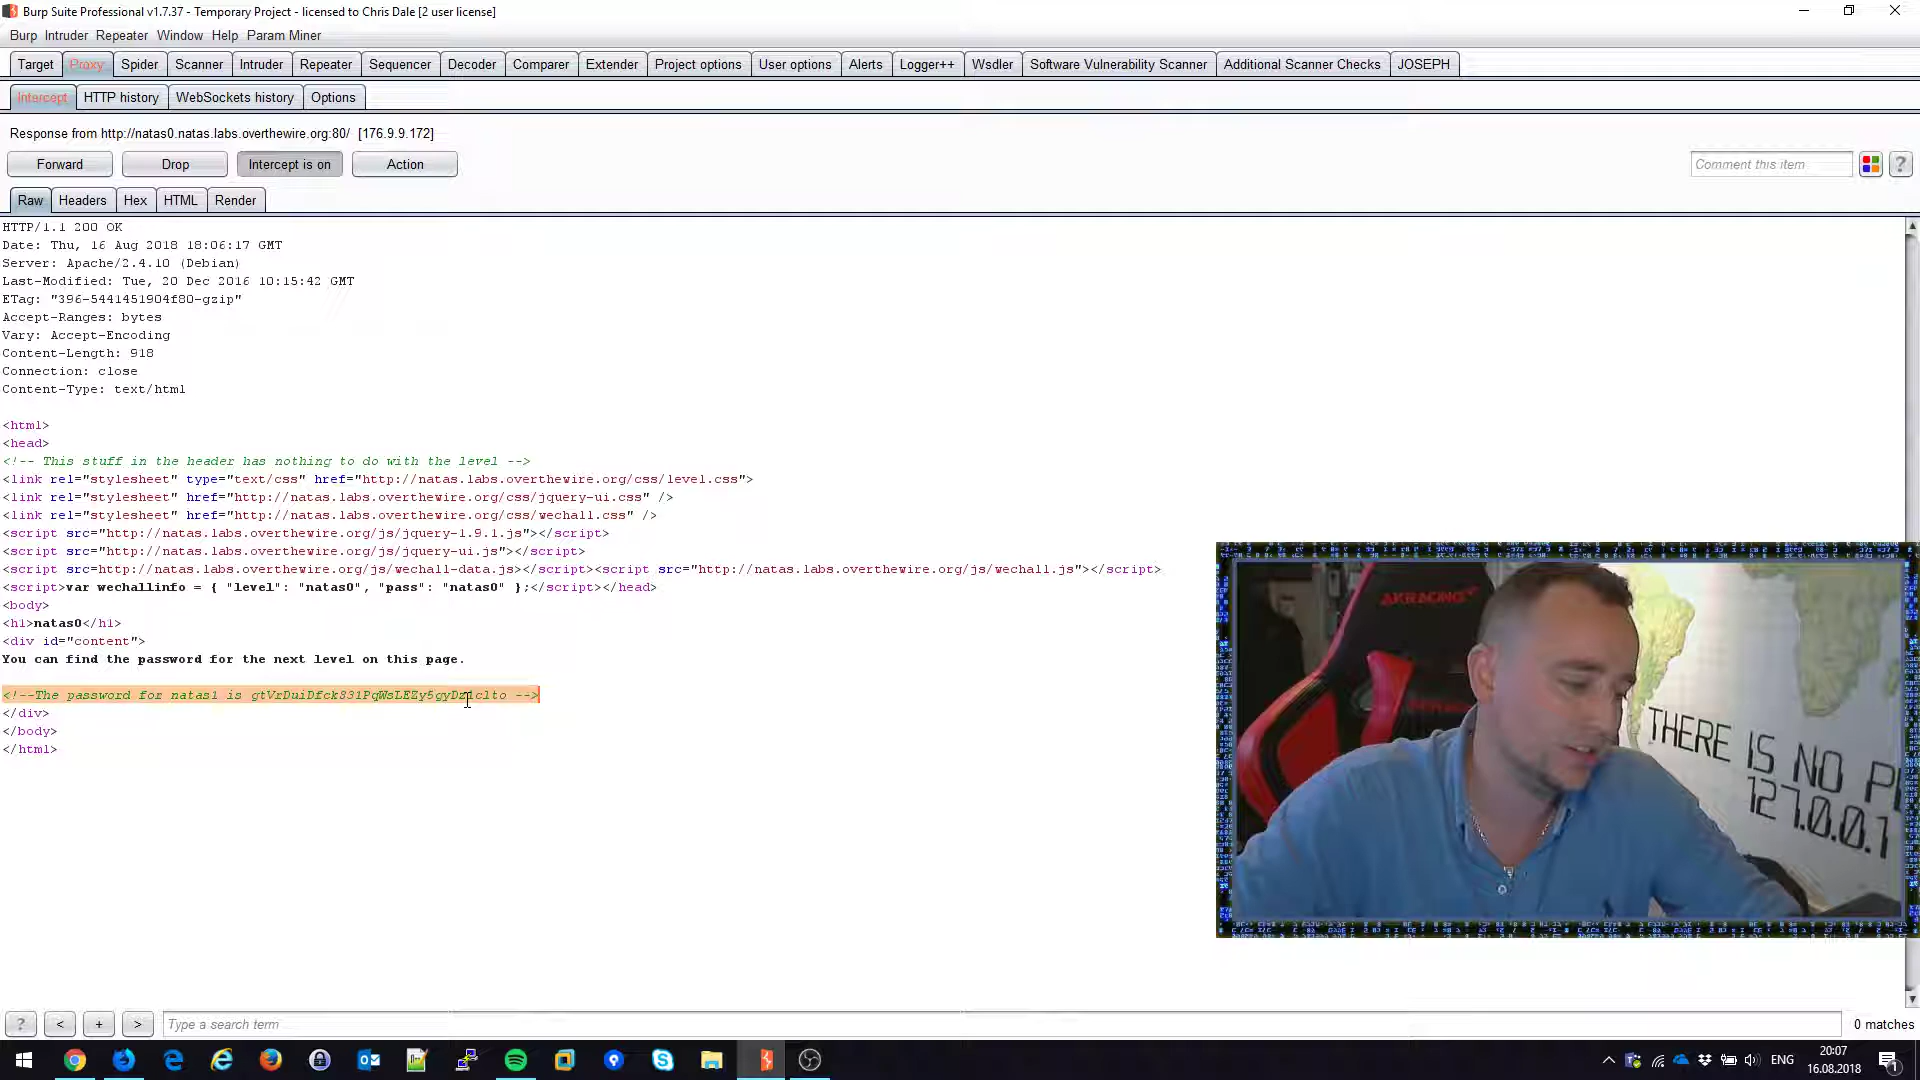 Burp Suite Professional v1.7.37 - Temporary Project - licensed to Chris Dale [2 user license]
Burp Intruder Repeater Window Help Param Miner
Target Proxy Spider Scanner Intruder Repeater Sequencer Decoder Comparer Extender Project options User options Alerts Logger++ Wsdler Software Vulnerability Scanner Additional Scanner Checks JOSEPH
Intercept HTTP history WebSockets history Options
Response from http://natas0.natas.labs.overthewire.org:80/ [176.9.9.172]
Forward Drop Intercept is on Action Comment this item ?
Raw Headers Hex HTML Render
HTTP/1.1 200 OK
Date: Thu, 16 Aug 2018 18:06:17 GMT
Server: Apache/2.4.10 (Debian)
Last-Modified: Tue, 20 Dec 2016 10:15:42 GMT
ETag: "396-5441451904f80-gzip"
Accept-Ranges: bytes
Vary: Accept-Encoding
Content-Length: 918
Connection: close
Content-Type: text/html
<html>
<head>
<!-- This stuff in the header has nothing to do with the level -->
<link rel="stylesheet" type="text/css" href="http://natas.labs.overthewire.org/css/level.css">
<link rel="stylesheet" href="http://natas.labs.overthewire.org/css/jquery-ui.css" />
<link rel="stylesheet" href="http://natas.labs.overthewire.org/css/wechall.css" />
<script src="http://natas.labs.overthewire.org/js/jquery-1.9.1.js"></script>
<script src="http://natas.labs.overthewire.org/js/jquery-ui.js"></script>
<script src=http://natas.labs.overthewire.org/js/wechall-data.js></script><script src="http://natas.labs.overthewire.org/js/wechall.js"></script>
<script>var wechallinfo = { "level": "natas0", "pass": "natas0" };</script></head>
<body>
<h1>natas0</h1>
<div id="content">
You can find the password for the next level on this page.
<!--The password for natas1 is -->
</div>
</body>
</html>
AKRACING
THERE IS NO
127.0.0.1
? < + > Type a search term 0 matches
ENG 20:07
16.08.2018